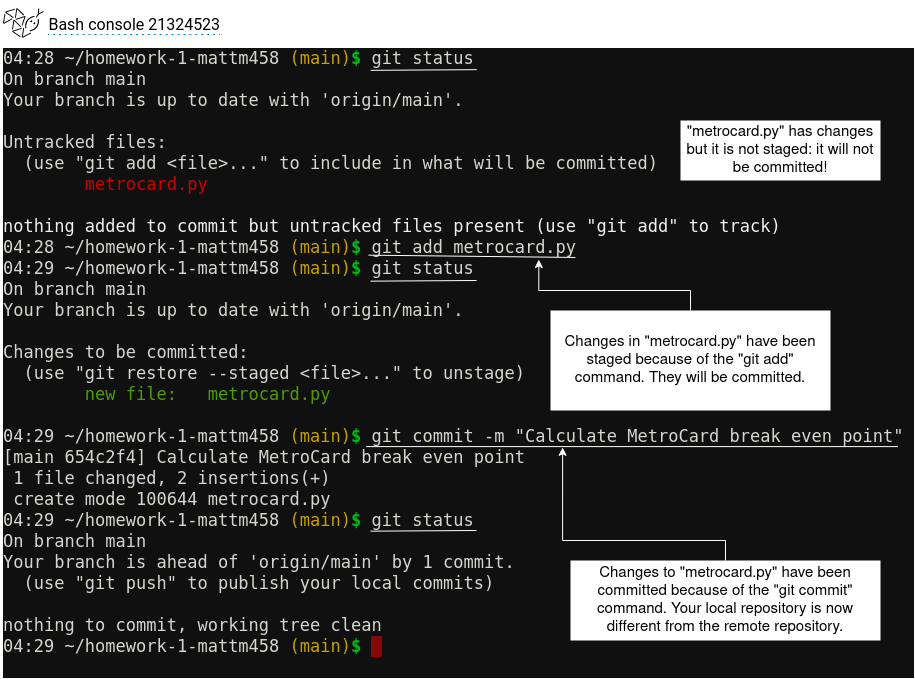 Bash console 21324523
04:28 ~/homework-1-mattm458 (main)$ git status
On branch main
Your branch is up to date with 'origin/main'.
Untracked files:
  (use "git add <file>..." to include in what will be committed)
        metrocard.py
"metrocard.py" has changes
but it is not staged: it will not
be committed!
nothing added to commit but untracked files present (use "git add" to track)
04:28 ~/homework-1-mattm458 (main)$ git add metrocard.py
04:29 ~/homework-1-mattm458 (main)$ git status
On branch main
Your branch is up to date with 'origin/main'.
Changes to be committed:
  (use "git restore --staged <file>..." to unstage)
        new file:   metrocard.py
Changes in "metrocard.py" have been
staged because of the "git add"
command. They will be committed.
04:29 ~/homework-1-mattm458 (main)$ git commit -m "Calculate MetroCard break even point"
[main 654c2f4] Calculate MetroCard break even point
 1 file changed, 2 insertions(+)
 create mode 100644 metrocard.py
04:29 ~/homework-1-mattm458 (main)$ git status
On branch main
Your branch is ahead of 'origin/main' by 1 commit.
  (use "git push" to publish your local commits)
Changes to "metrocard.py" have been
committed because of the "git commit"
command. Your local repository is now
different from the remote repository.
nothing to commit, working tree clean
04:29 ~/homework-1-mattm458 (main)$